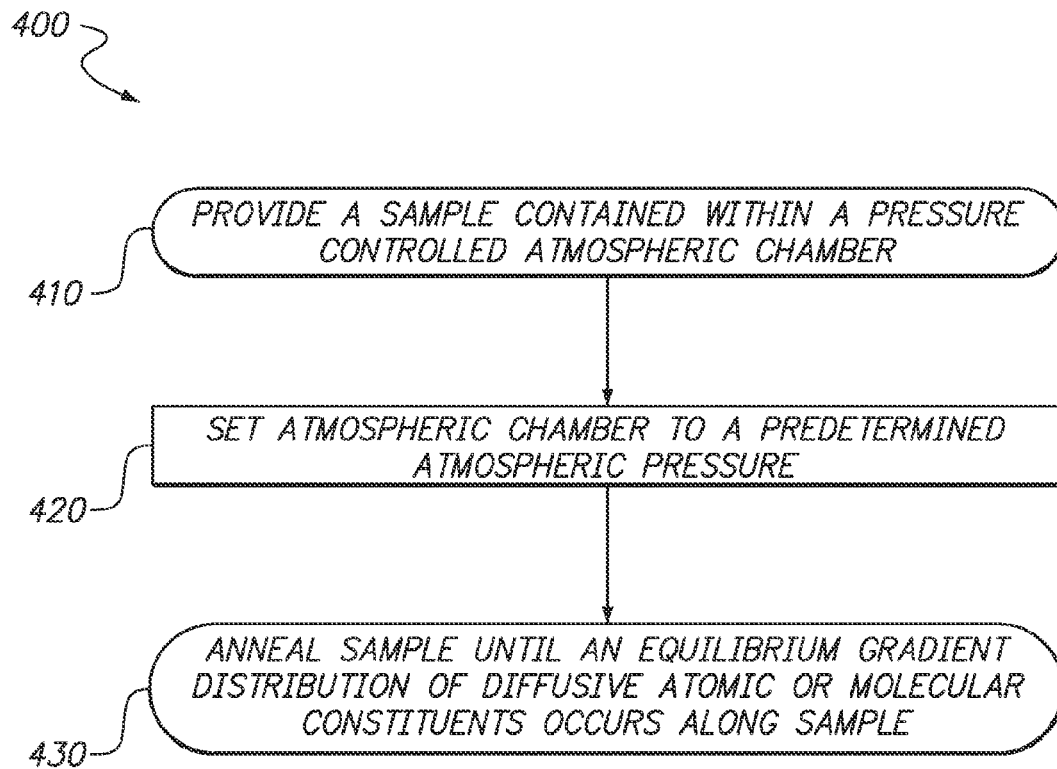 400
PROVIDE A SAMPLE CONTAINED WITHIN A PRESSURE
CONTROLLED ATMOSPHERIC CHAMBER
410
SET ATMOSPHERIC CHAMBER TO A PREDETERMINED
ATMOSPHERIC PRESSURE
420
ANNEAL SAMPLE UNTIL AN EQUILIBRIUM GRADIENT
DISTRIBUTION OF DIFFUSIVE ATOMIC OR MOLECULAR
CONSTITUENTS OCCURS ALONG SAMPLE
430